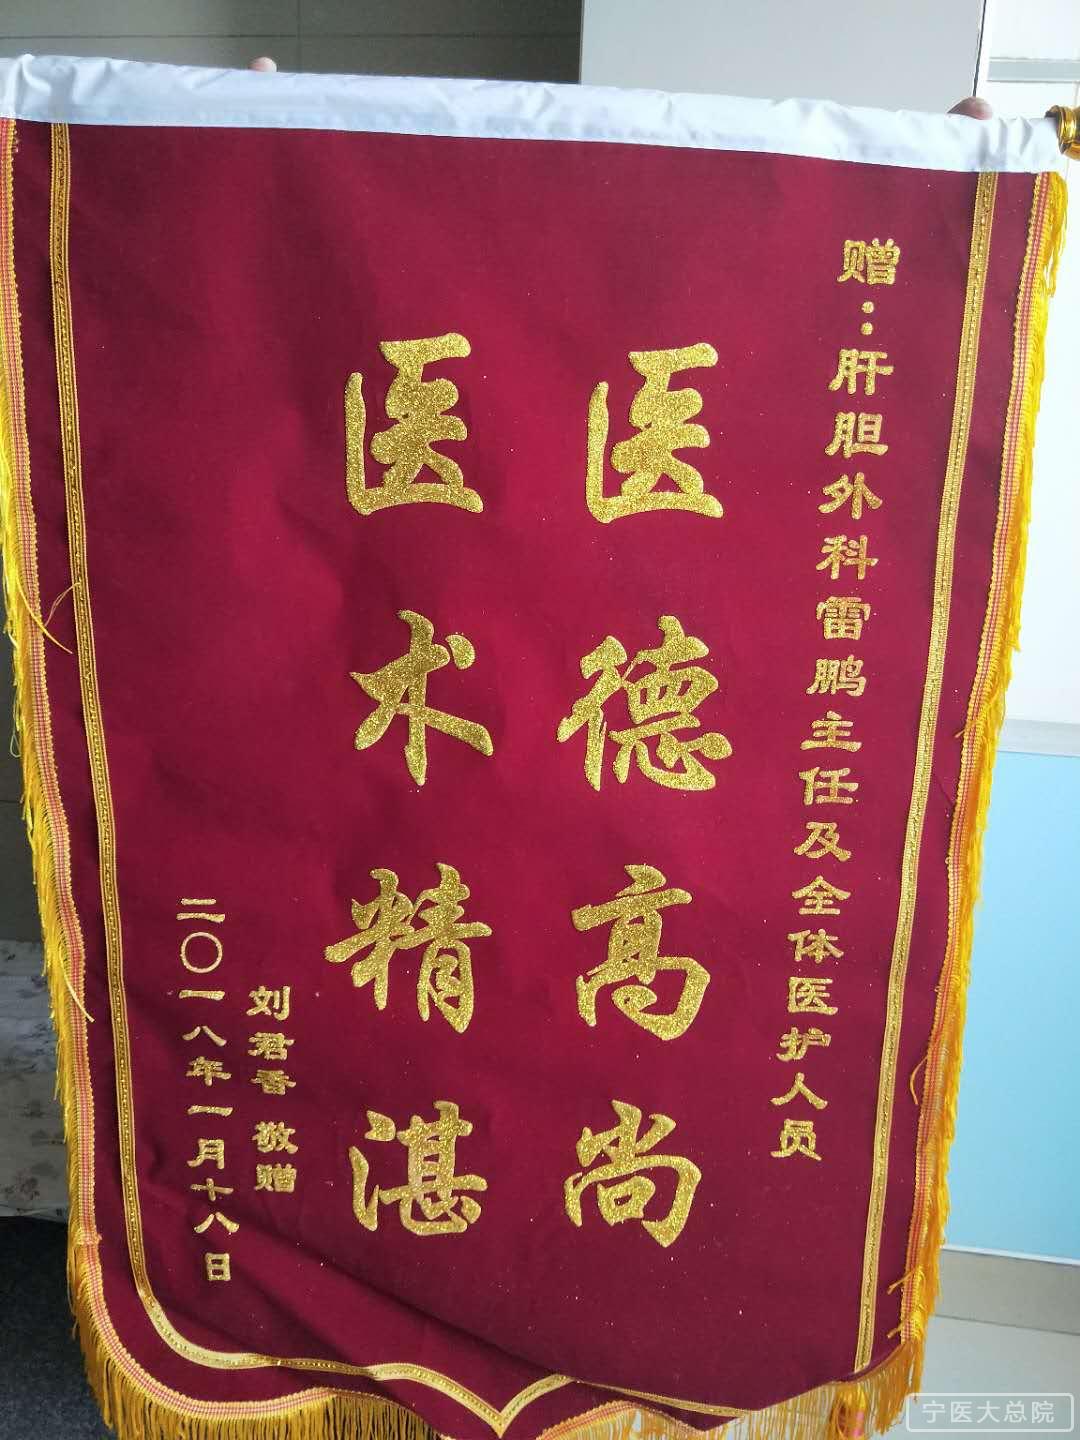 赠:肝胆外科雷鹏主任及全体医护人员
医德高尚
医术精湛
刘君香 敬赠
二〇一八年一月十八日
宁医大总院